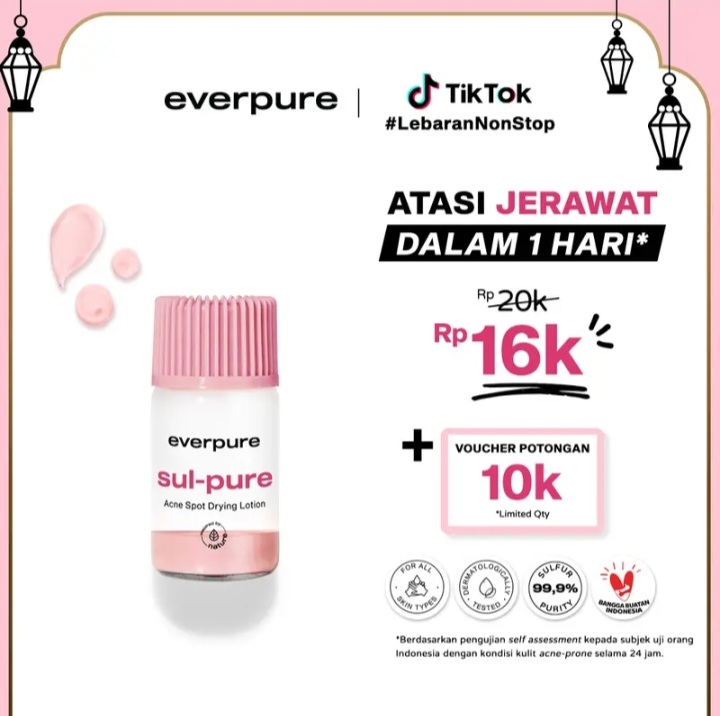 everpure
TikTok
#LebaranNonStop
ATASI JERAWAT
DALAM 1 HARI*
Rp 20k
Rp 16k
+
VOUCHER POTONGAN
10k
*Limited Qty
everpure
sul-pure
Acne Spot Drying Lotion
nature
FOR ALL SKIN TYPES
DERMATOLOGICALLY TESTED
SULFUR
99,9%
PURITY
BANGGA BUATAN
INDONESIA
*Berdasarkan pengujian self assessment kepada subjek uji orang
Indonesia dengan kondisi kulit acne-prone selama 24 jam.